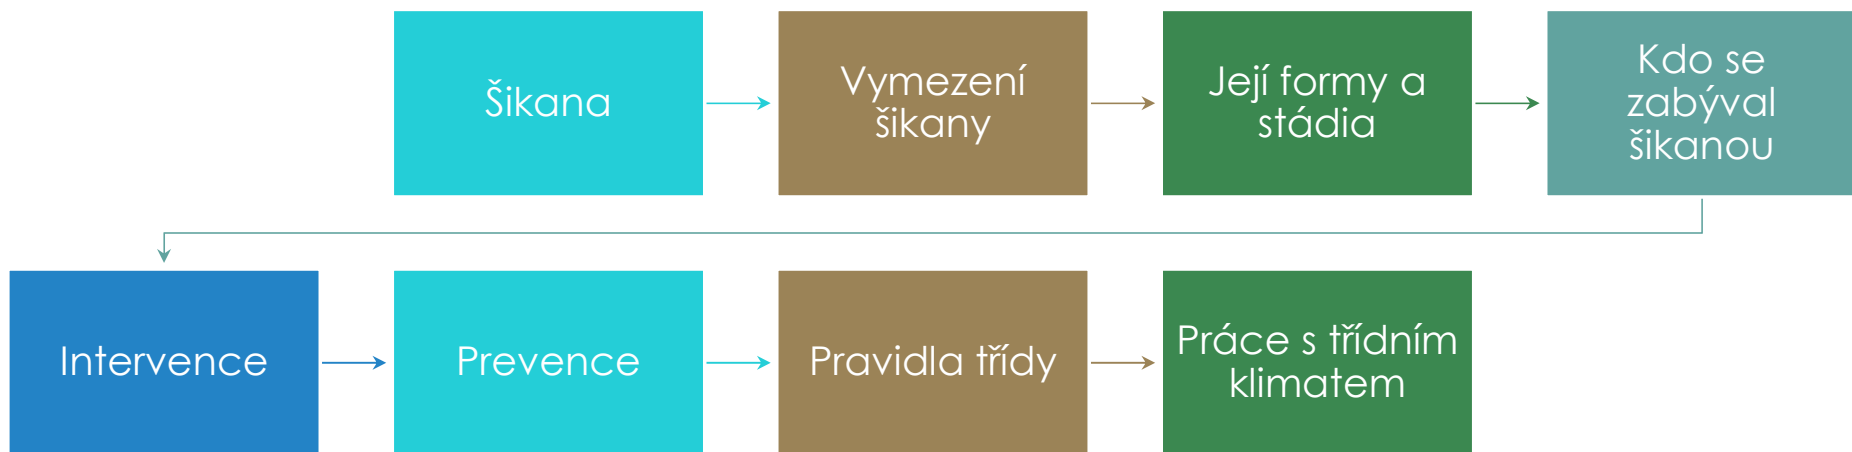 Šikana
Vymezení
šikany
Její formy a
stádia
Kdo se
zabýval
šikanou
Intervence
Prevence
Pravidla třídy
Práce s třídním
klimatem